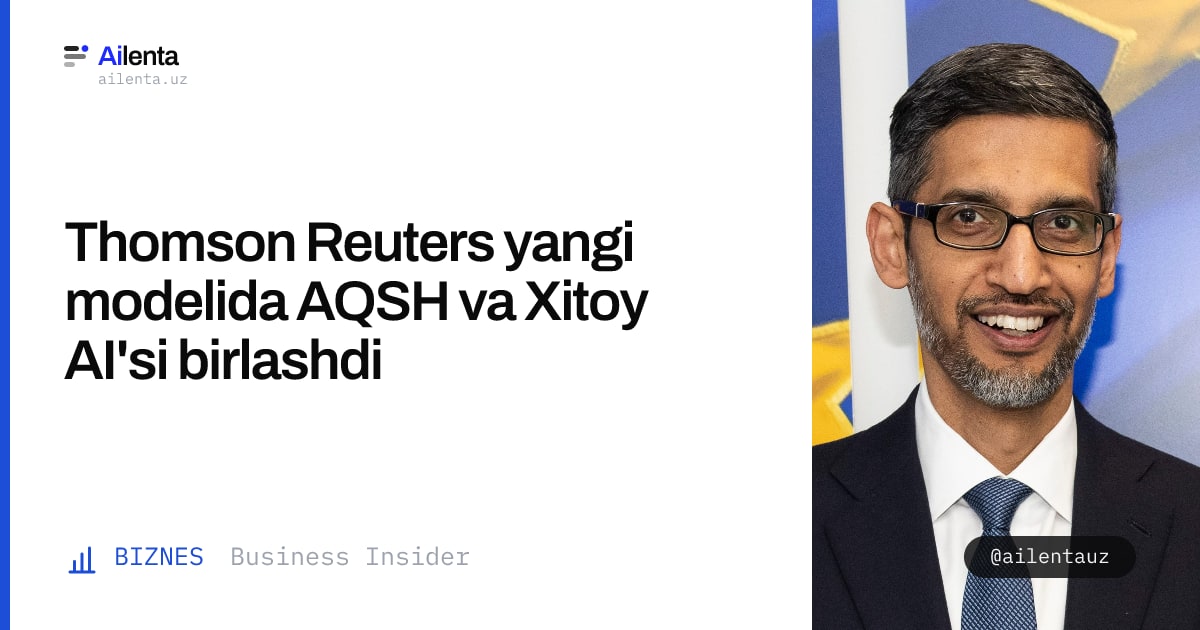 Ailenta
ailenta.uz
Thomson Reuters yangi
modelida AQSH va Xitoy
AI'si birlashdi
BIZNES Business Insider
@ailentauz